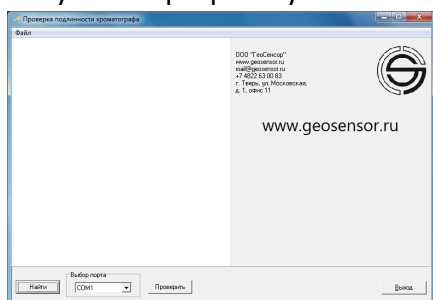 Проверка подлинности хроматографа
Файл
ООО "ГеоСенсор"
www.geosensor.ru
mail@geosensor.ru
+7 4822 63 00 83
г. Тверь, ул. Московская,
д. 1, офис 11
www.geosensor.ru
Выбор порта
Найти
COM1
Проверить
Выход